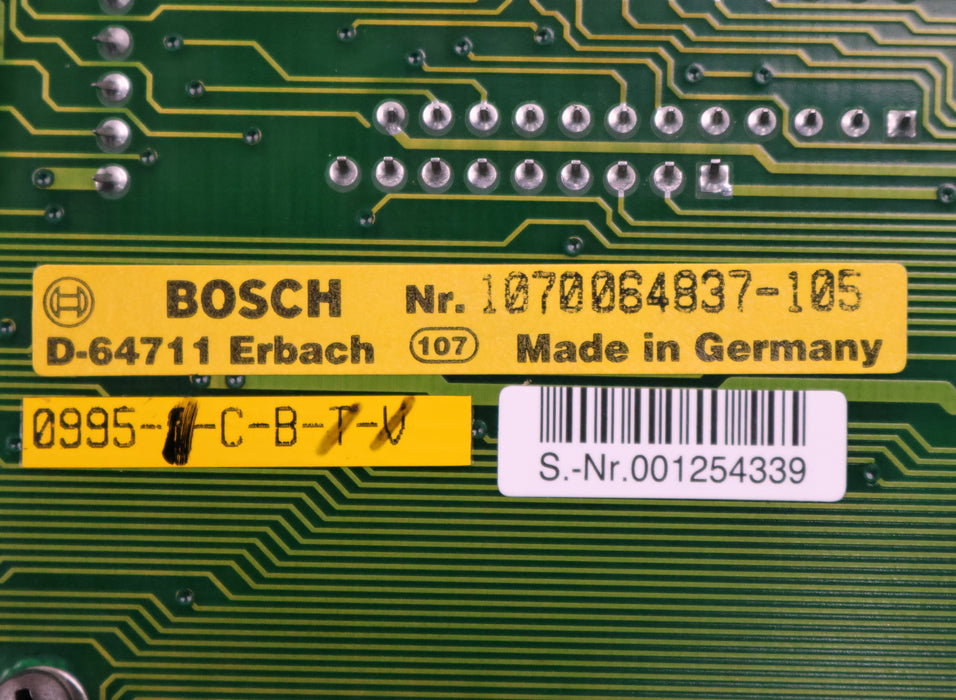 BOSCH Nr. 1070064837-105
D-64711 Erbach 107 Made in Germany
0995- -C-B-T-V
S.-Nr.001254339